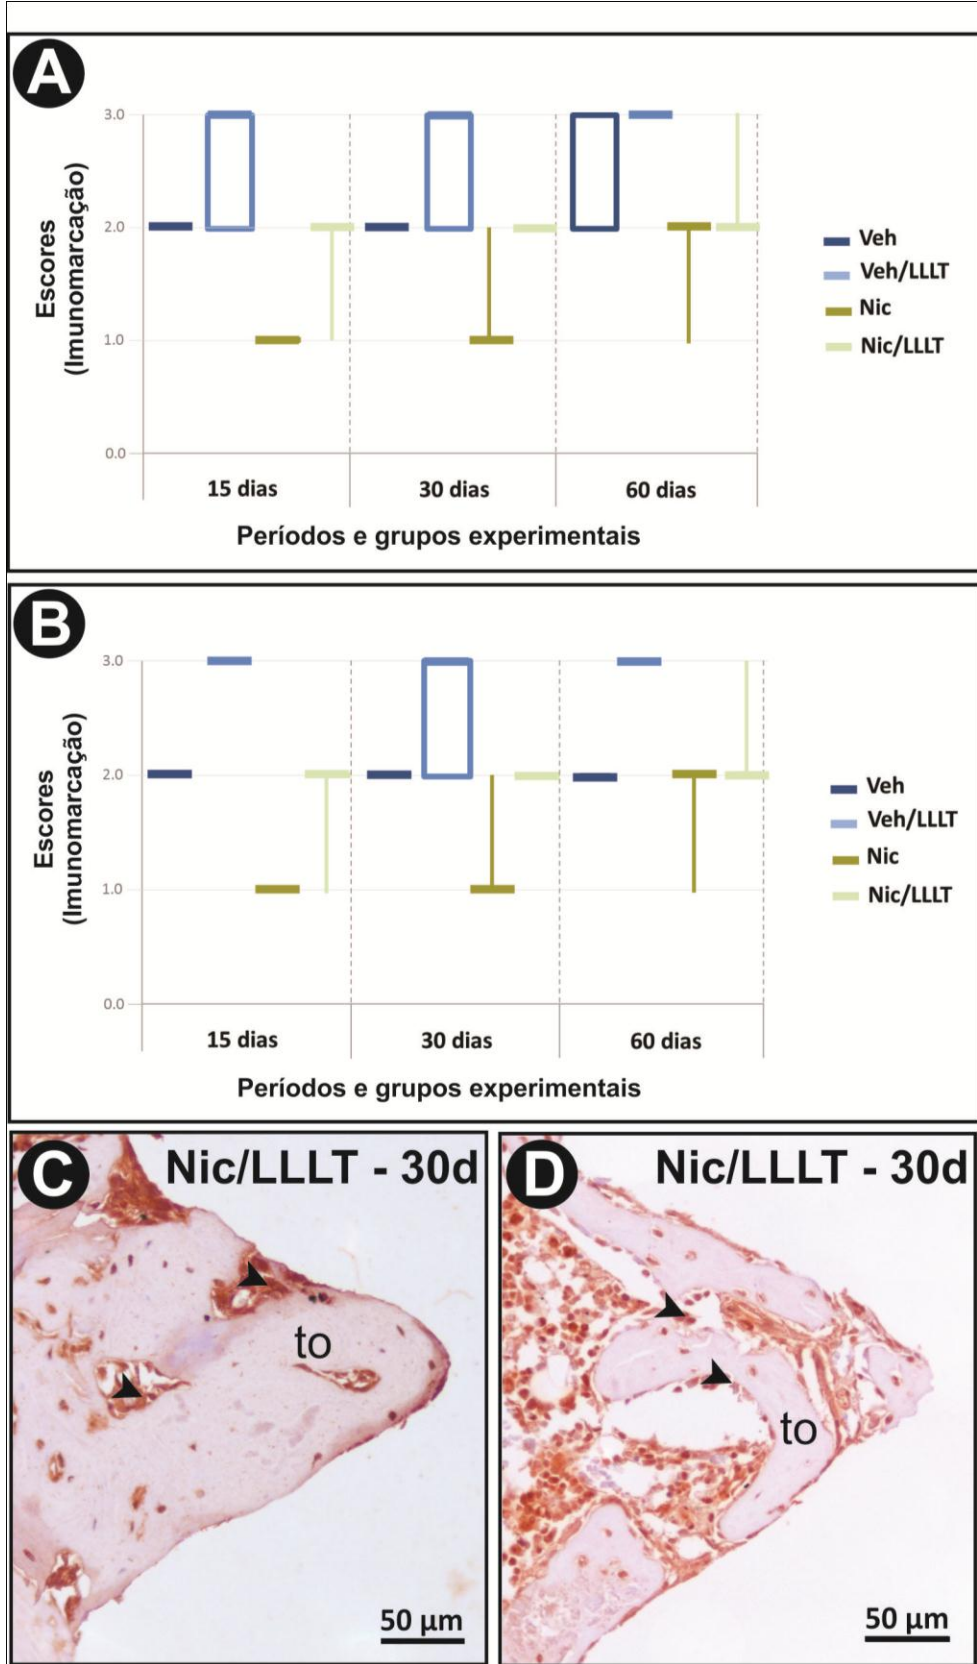 A
3.0
2.0
1.0
0.0
Escores
(Imunomarcação)
15 dias
30 dias
60 dias
Períodos e grupos experimentais
Veh
Veh/LLLT
Nic
Nic/LLLT
B
3.0
2.0
1.0
0.0
Escores
(Imunomarcação)
15 dias
30 dias
60 dias
Períodos e grupos experimentais
Veh
Veh/LLLT
Nic
Nic/LLLT
C
Nic/LLLT - 30d
to
50 µm
D
Nic/LLLT - 30d
to
50 µm